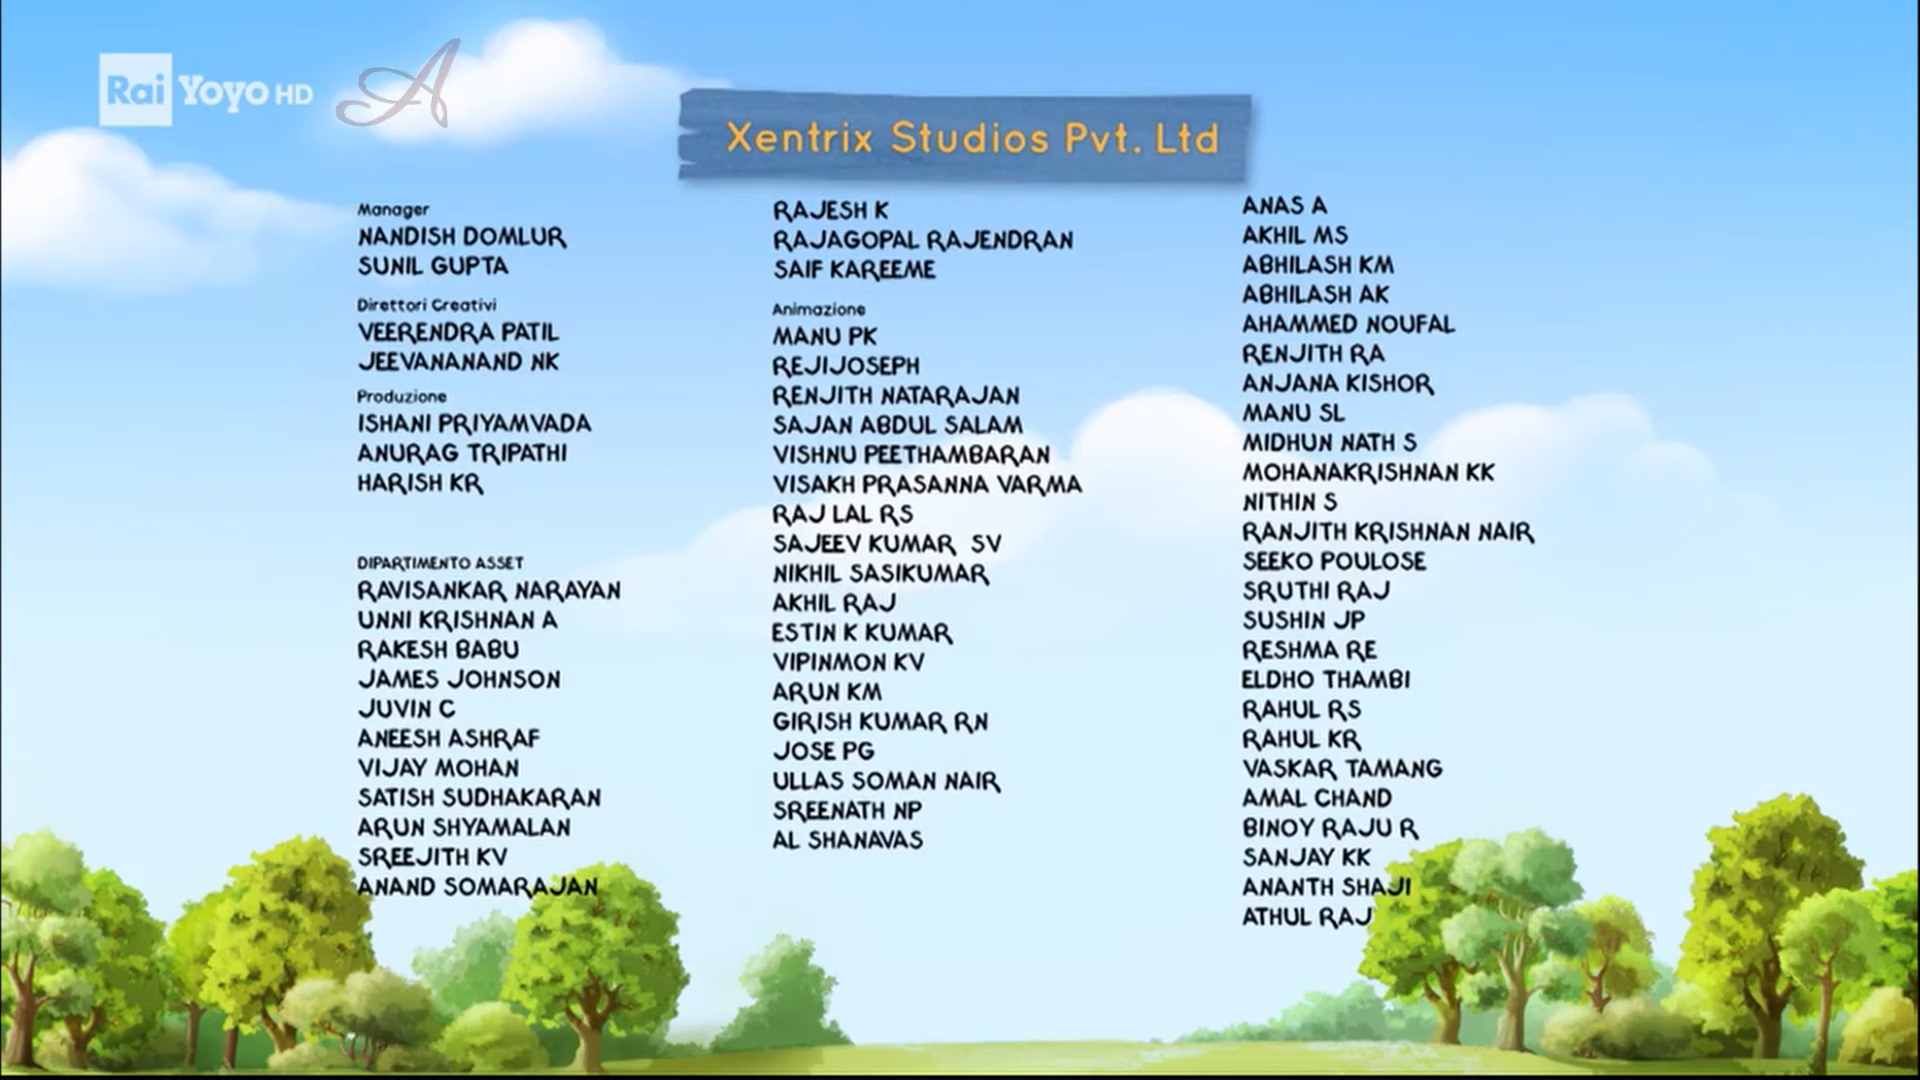 Rai Yoyo HD
A
Xentrix Studios Pvt. Ltd
Manager
NANDISH DOMLUR
SUNIL GUPTA
Direttori Creativi
VEERENDRA PATIL
JEEVANANAND NK
Produzione
ISHANI PRIYAMVADA
ANURAG TRIPATHI
HARISH KR
DIPARTIMENTO ASSET
RAVISANKAR NARAYAN
UNNI KRISHNAN A
RAKESH BABU
JAMES JOHNSON
JUVIN C
ANEESH ASHRAF
VIJAY MOHAN
SATISH SUDHAKARAN
ARUN SHYAMALAN
SREEJITH KV
ANAND SOMARAJAN
RAJESH K
RAJAGOPAL RAJENDRAN
SAIF KAREEME
Animazione
MANU PK
REJIJOSEPH
RENJITH NATARAJAN
SAJAN ABDUL SALAM
VISHNU PEETHAMBARAN
VISAKH PRASANNA VARMA
RAJ LAL RS
SAJEEV KUMAR  SV
NIKHIL SASIKUMAR
AKHIL RAJ
ESTIN K KUMAR
VIPINMON KV
ARUN KM
GIRISH KUMAR RN
JOSE PG
ULLAS SOMAN NAIR
SREENATH NP
AL SHANAVAS
ANAS A
AKHIL MS
ABHILASH KM
ABHILASH AK
AHAMMED NOUFAL
RENJITH RA
ANJANA KISHOR
MANU SL
MIDHUN NATH S
MOHANAKRISHNAN KK
NITHIN S
RANJITH KRISHNAN NAIR
SEEKO POULOSE
SRUTHI RAJ
SUSHIN JP
RESHMA RE
ELDHO THAMBI
RAHUL RS
RAHUL KR
VASKAR TAMANG
AMAL CHAND
BINOY RAJU R
SANJAY KK
ANANTH SHAJI
ATHUL RAJ